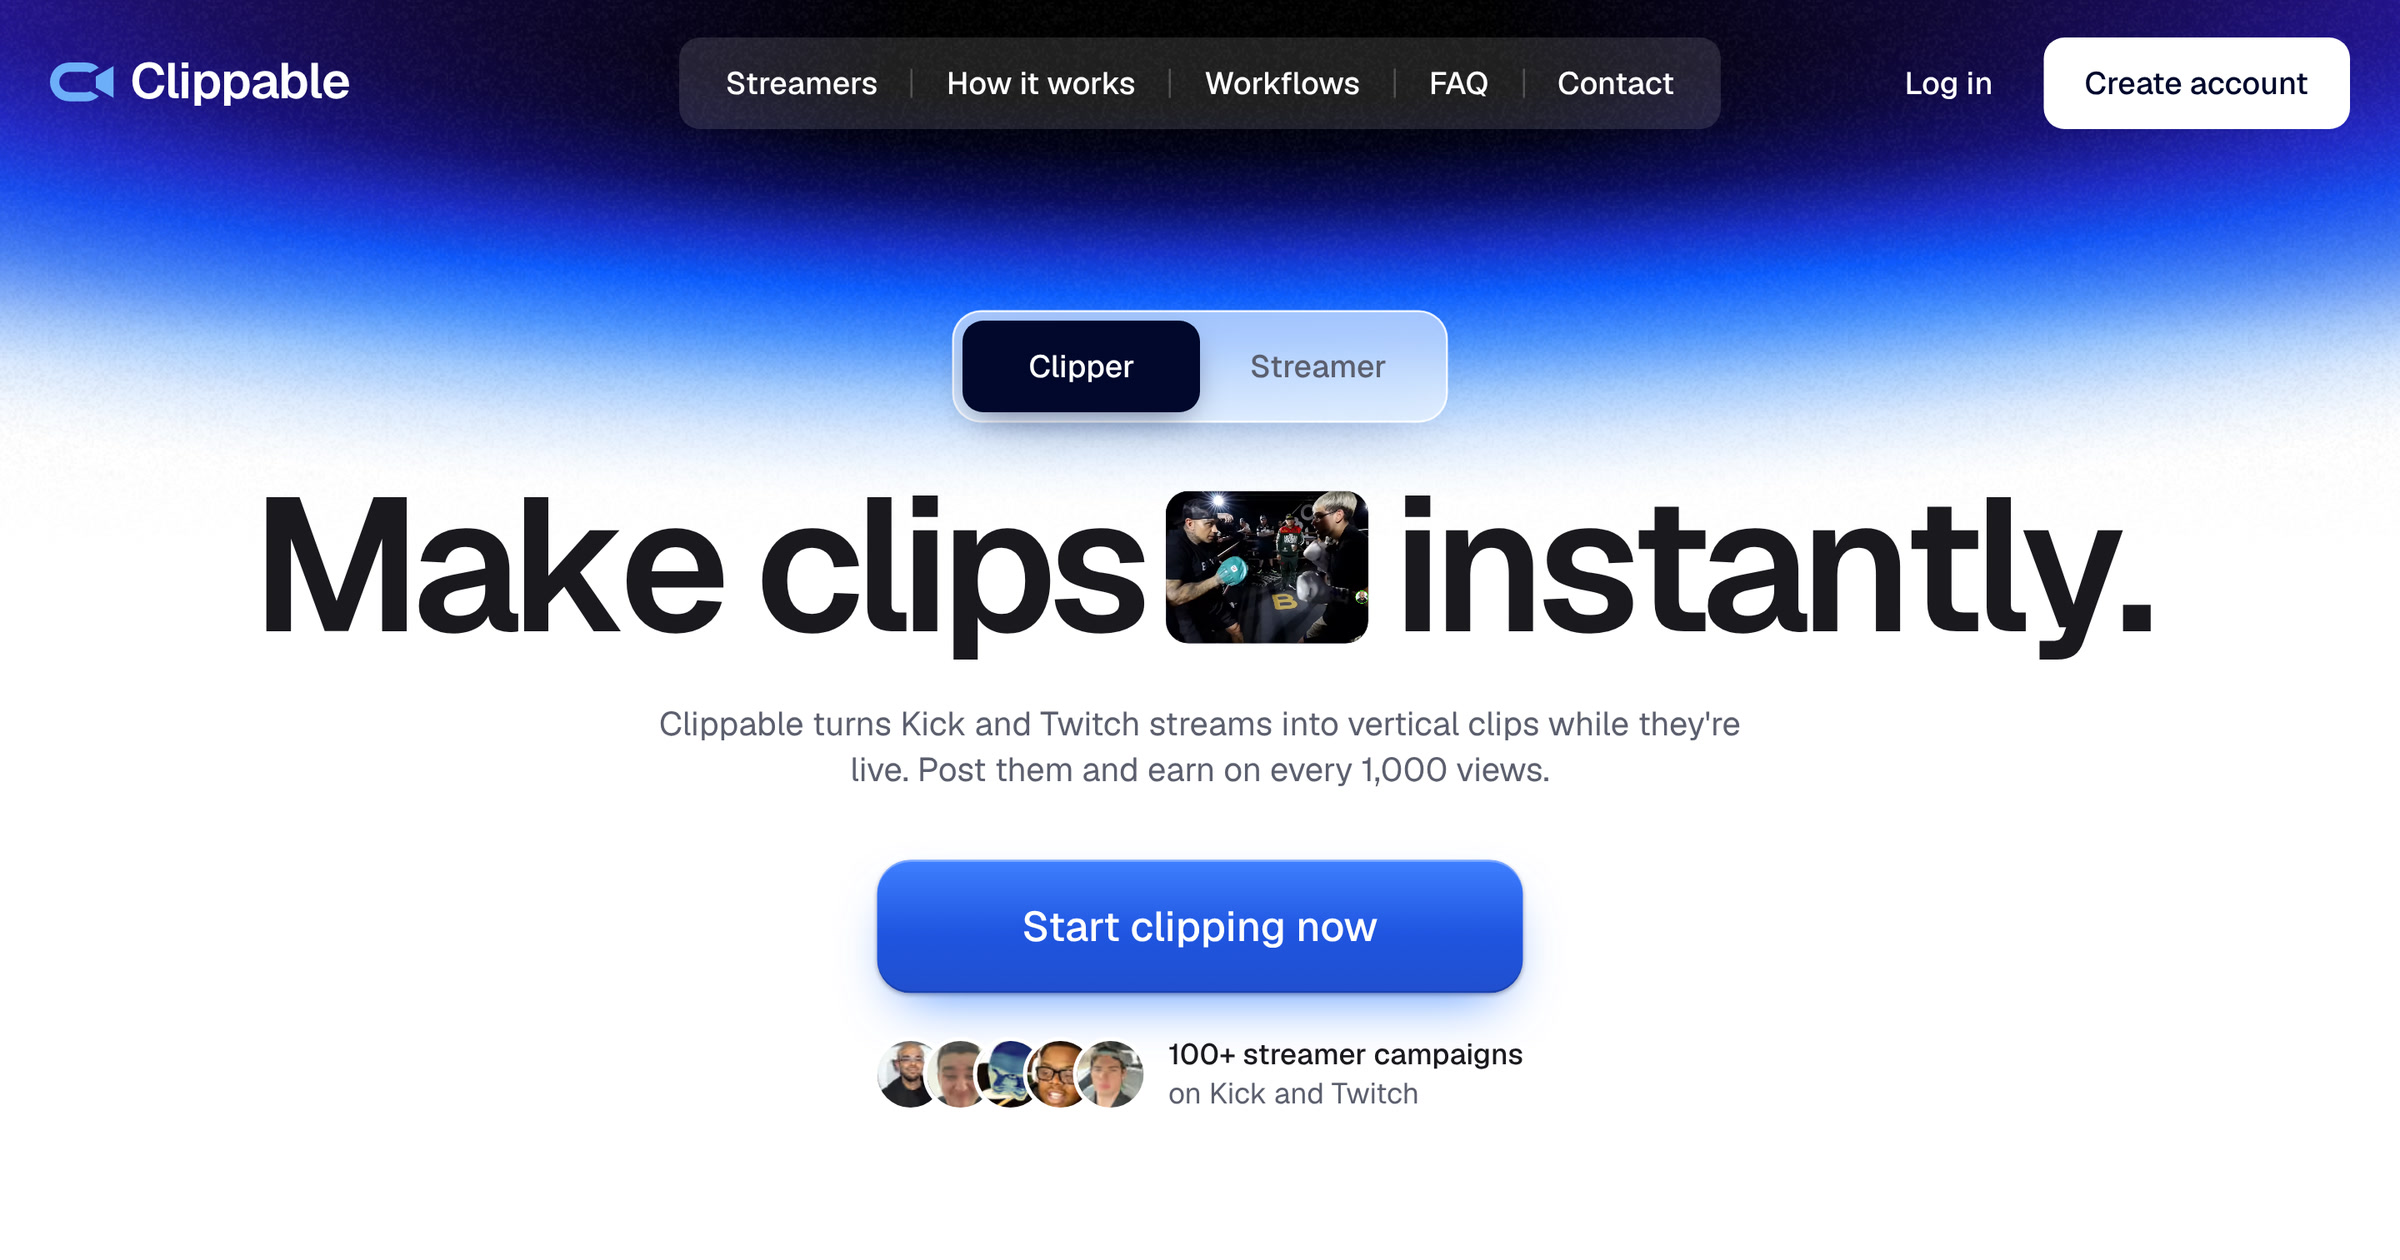 Clippable
Streamers
How it works
Workflows
FAQ
Contact
Log in
Create account
Clipper
Streamer
Make clips instantly.
Clippable turns Kick and Twitch streams into vertical clips while they're
live. Post them and earn on every 1,000 views.
Start clipping now
100+ streamer campaigns
on Kick and Twitch